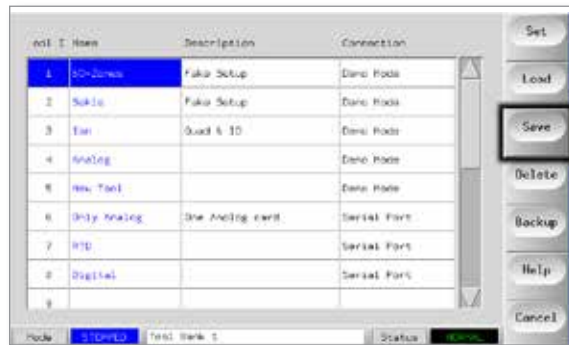 Name Description Connection Set
1 50-Zones Fake Setup Demo Mode
Load
2 Fake Setup Demo Mode
3 Quad & IO Demo Mode Save
4 Analog Demo Mode
Delete
5 New Tool Demo Mode
6 Only Analog One Analog card Serial Port Backup
7 RTD Serial Port
8 Digital Serial Port Help
9
Cancel
Mode STOPPED Tool Bank 1 Status NORMAL